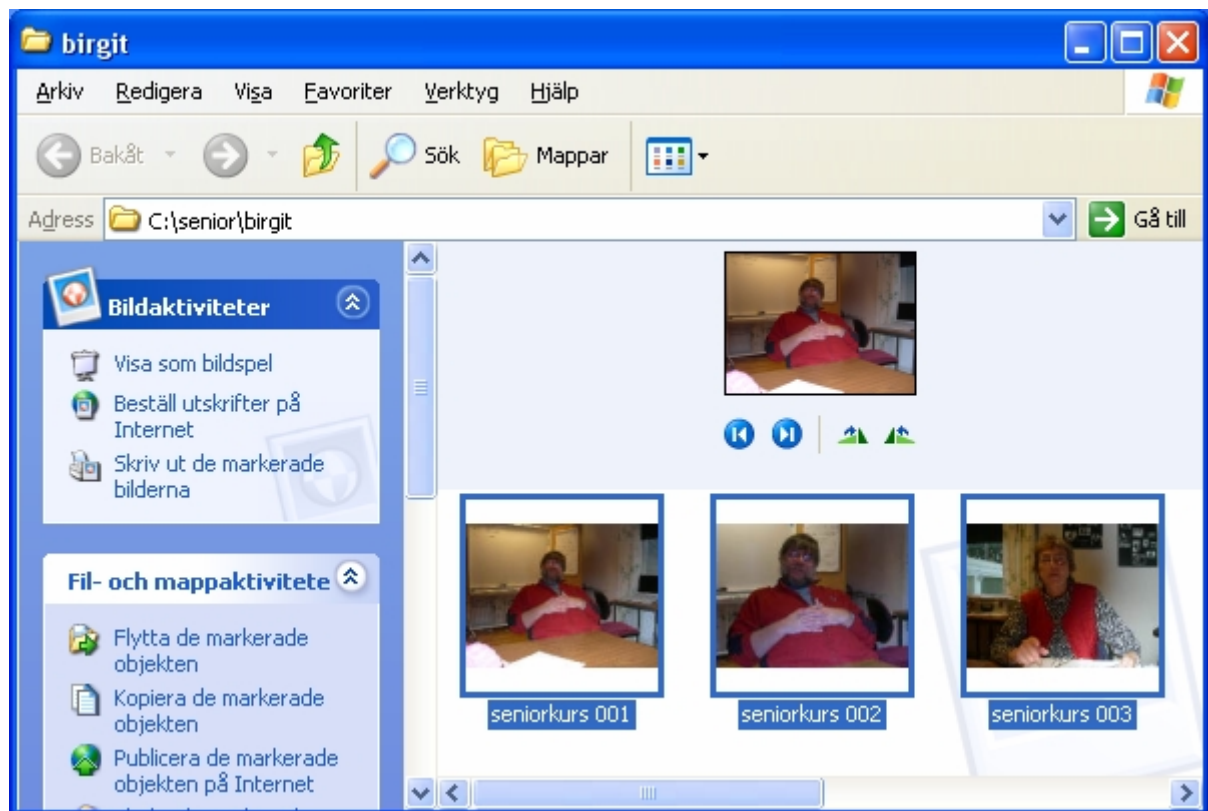 birgit
Arkiv Redigera Visa Favoriter Verktyg Hjälp
Bakåt Sök Mappar
Adress C:\senior\birgit Gå till
Bildaktiviteter
Visa som bildspel
Beställ utskrifter på
Internet
Skriv ut de markerade
bilderna
Fil- och mappaktivitete
Flytta de markerade
objekten
Kopiera de markerade
objekten
Publicera de markerade
objekten på Internet
seniorkurs 001 seniorkurs 002 seniorkurs 003